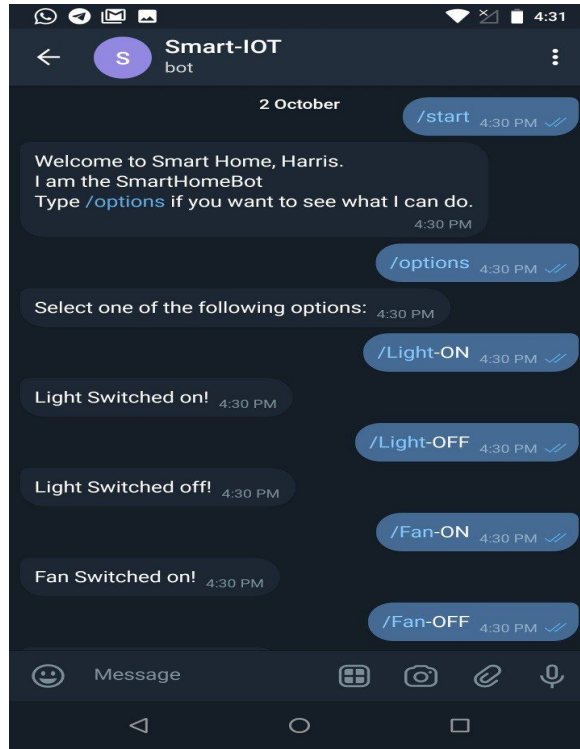 4:31
S
Smart-IOT
bot
2 October
/start 4:30 PM
Welcome to Smart Home, Harris.
I am the SmartHomeBot
Type /options if you want to see what I can do.
4:30 PM
/options 4:30 PM
Select one of the following options: 4:30 PM
/Light-ON 4:30 PM
Light Switched on! 4:30 PM
/Light-OFF 4:30 PM
Light Switched off! 4:30 PM
/Fan-ON 4:30 PM
Fan Switched on! 4:30 PM
/Fan-OFF 4:30 PM
Message